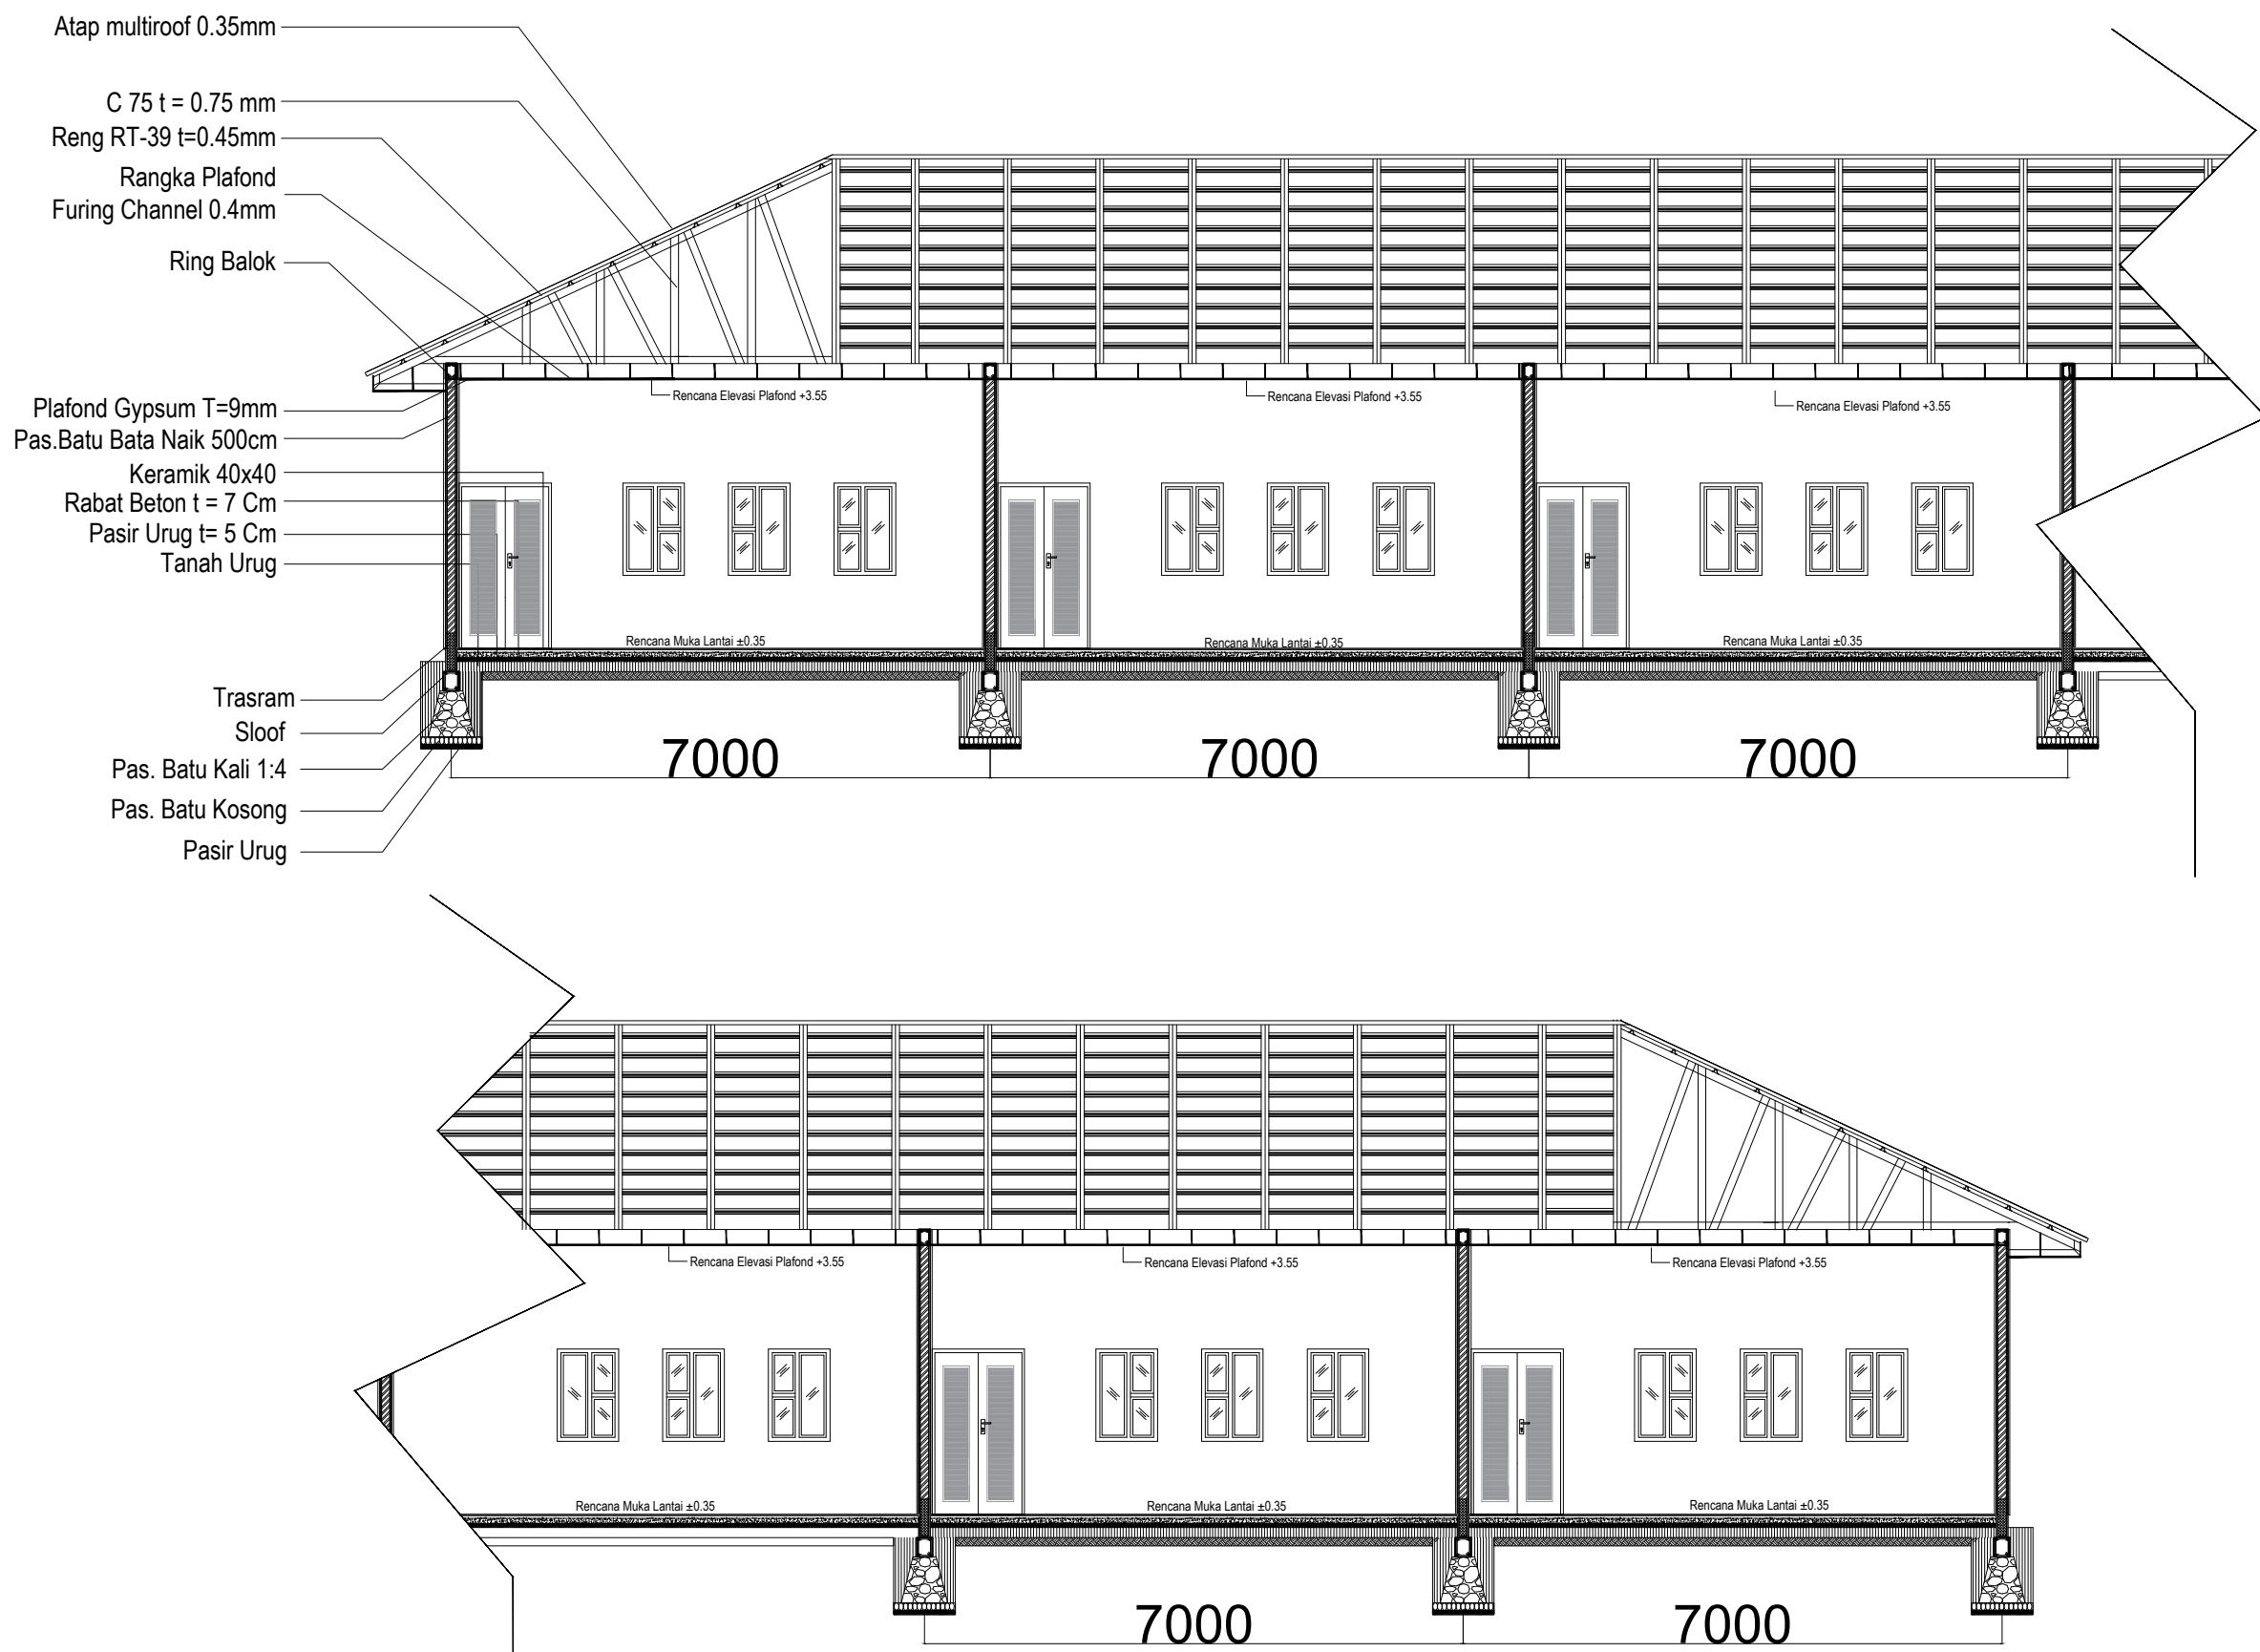 Atap multiroof 0.35mm
C 75 t = 0.75 mm
Reng RT-39 t=0.45mm
Rangka Plafond
Furing Channel 0.4mm
Ring Balok
Rencana Elevasi Plafond +3.55
Rencana Elevasi Plafond +3.55
Rencana Elevasi Plafond +3.55
Plafond Gypsum T=9mm
Pas.Batu Bata Naik 500cm
Keramik 40x40
Rabat Beton t = 7 Cm
Pasir Urug t= 5 Cm
Tanah Urug
Rencana Muka Lantai ±0.35
Rencana Muka Lantai ±0.35
Rencana Muka Lantai ±0.35
Trasram
Sloof
Pas. Batu Kali 1:4
Pas. Batu Kosong
Pasir Urug
7000
7000
7000
Rencana Elevasi Plafond +3.55
Rencana Elevasi Plafond +3.55
Rencana Elevasi Plafond +3.55
Rencana Muka Lantai ±0.35
Rencana Muka Lantai ±0.35
Rencana Muka Lantai ±0.35
7000
7000